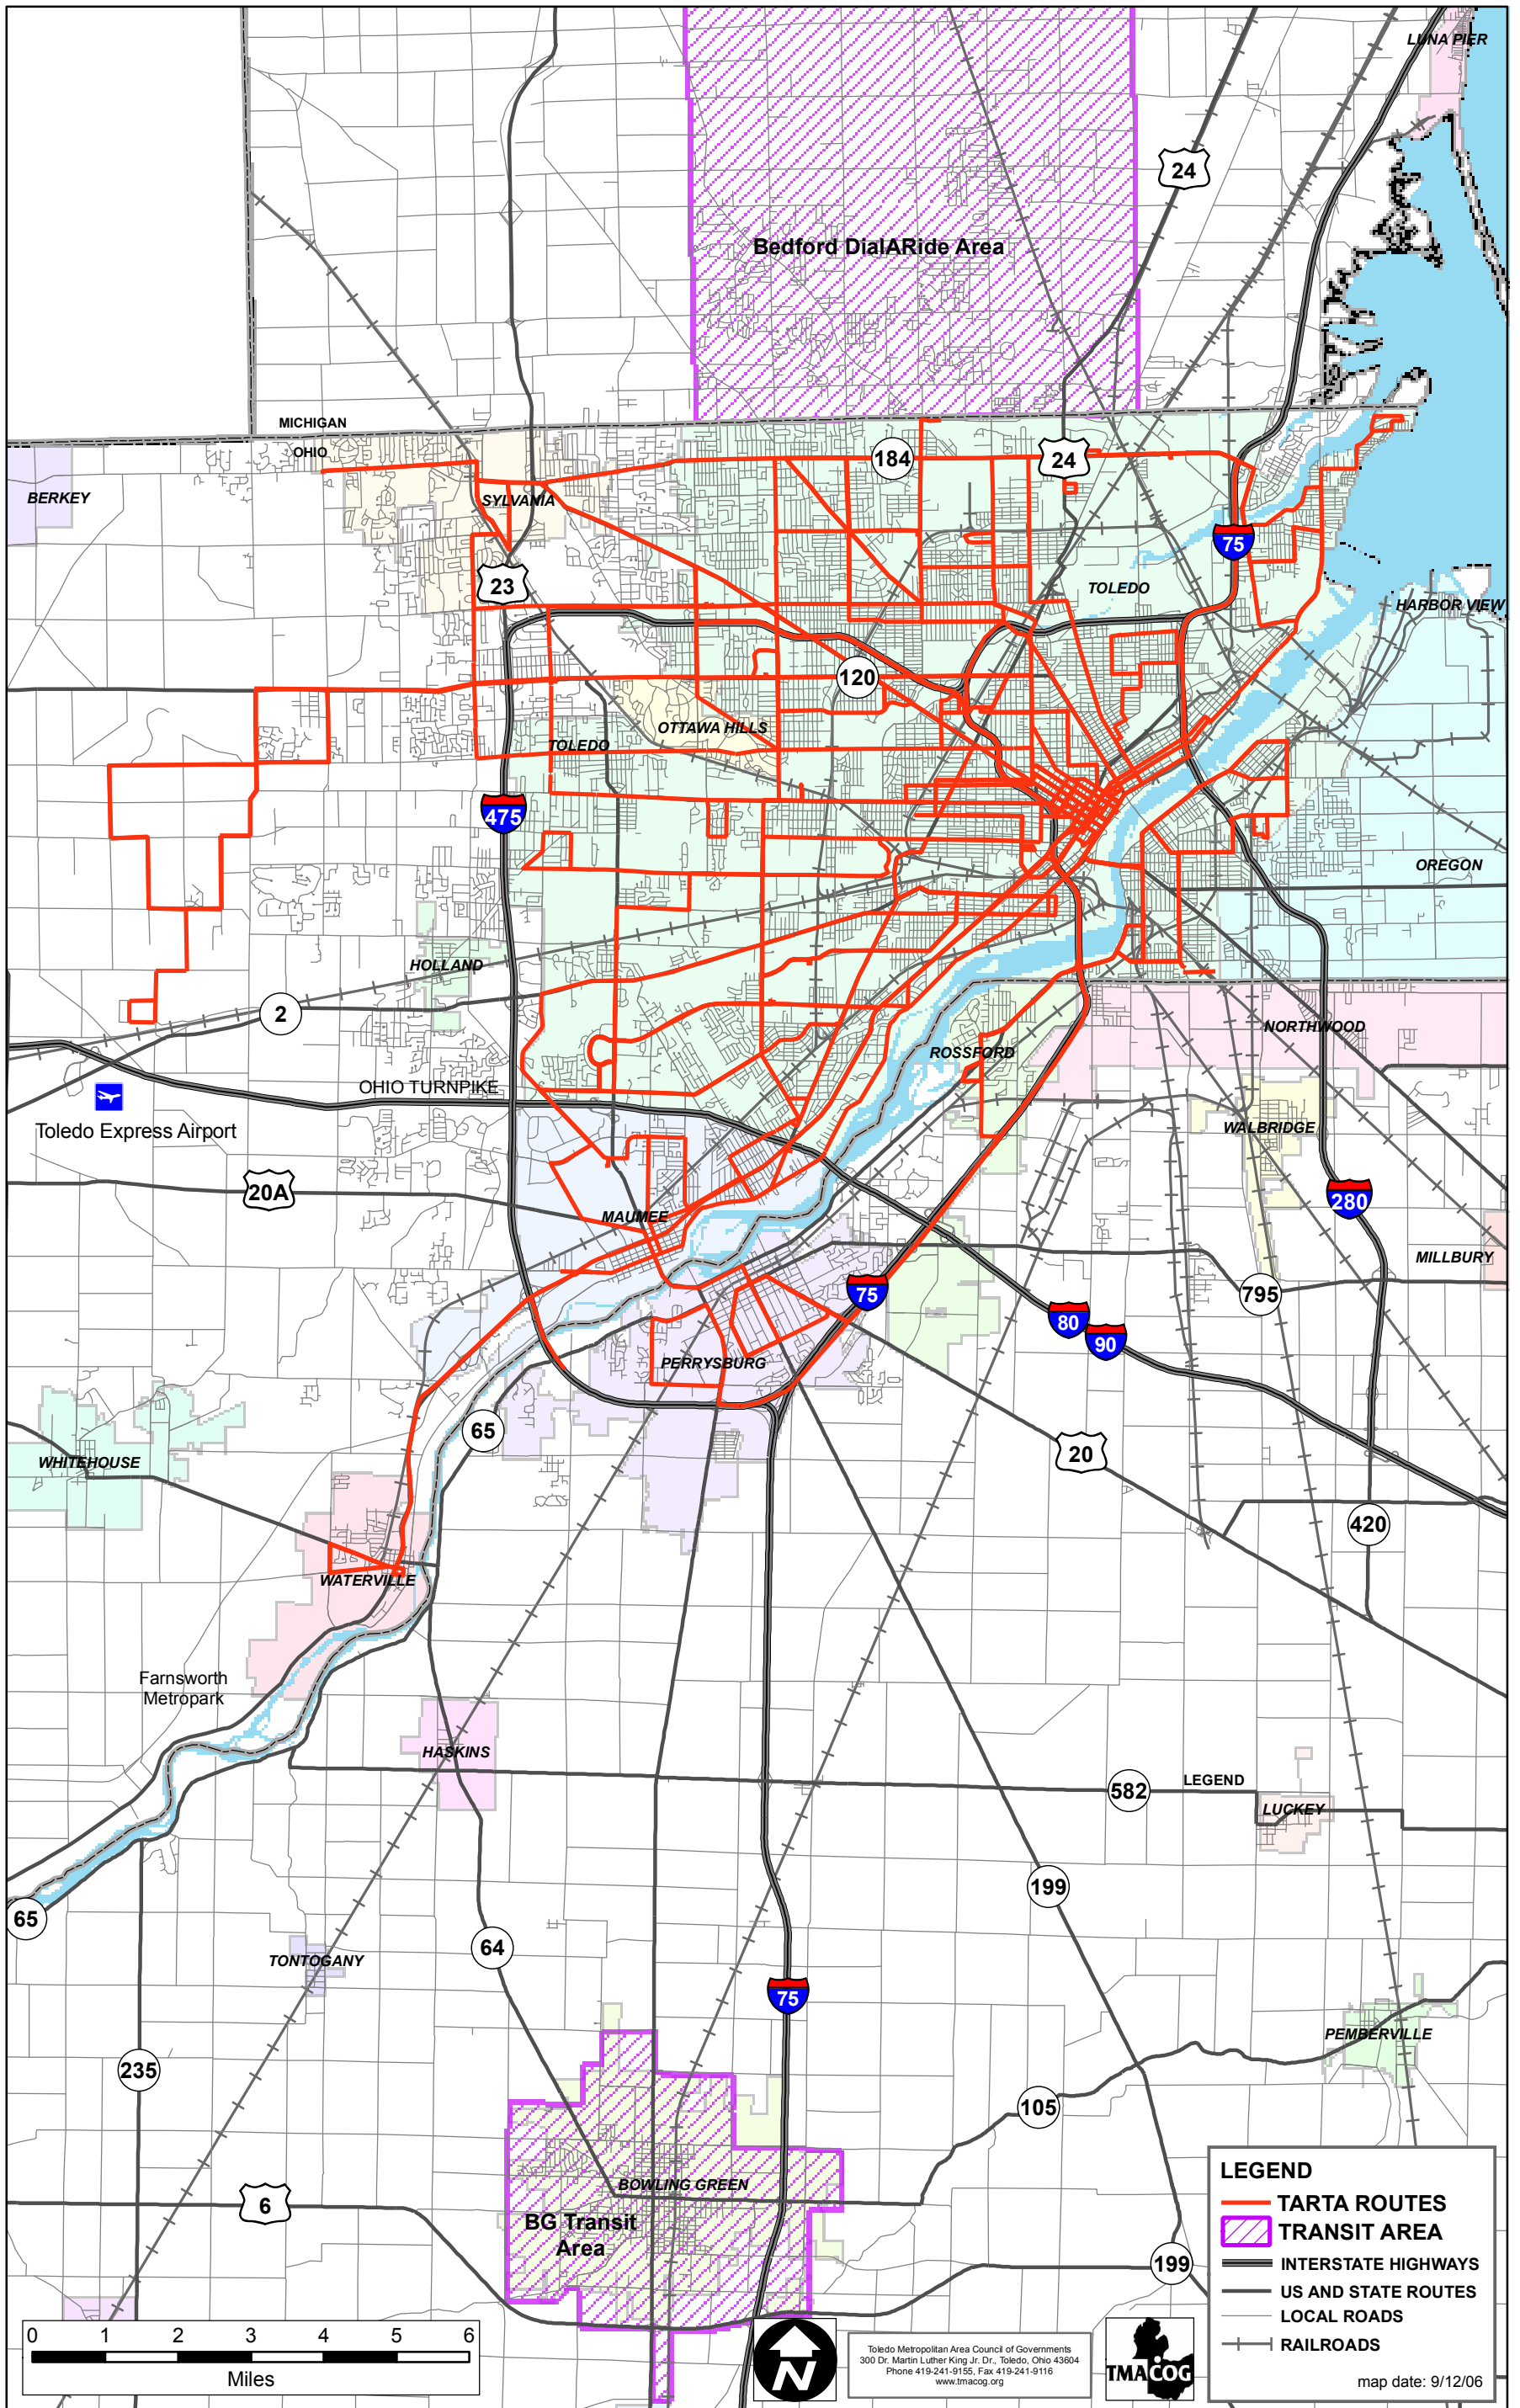 LUNA PIER
24
Bedford DialARide Area
MICHIGAN
OHIO
184
24
BERKEY
SYLVANIA
75
23
TOLEDO
HARBOR VIEW
120
OTTAWA HILLS
TOLEDO
475
OREGON
HOLLAND
2
NORTHWOOD
ROSSFORD
OHIO TURNPIKE
Toledo Express Airport
WALBRIDGE
20A
280
MAUMEE
MILLBURY
75
795
80
90
PERRYSBURG
65
20
WHITEHOUSE
420
WATERVILLE
Farnsworth
Metropark
HASKINS
582
LEGEND
LUCKEY
199
65
64
TONTOGANY
75
PEMBERVILLE
235
105
BOWLING GREEN
6
BG Transit
Area
199
LEGEND
TARTA ROUTES
TRANSIT AREA
INTERSTATE HIGHWAYS
US AND STATE ROUTES
LOCAL ROADS
RAILROADS
map date: 9/12/06
0 1 2 3 4 5 6
Miles
N
Toledo Metropolitan Area Council of Governments
300 Dr. Martin Luther King Jr. Dr., Toledo, Ohio 43604
Phone 419-241-9155, Fax 419-241-9116
www.tmacog.org
TMACOG